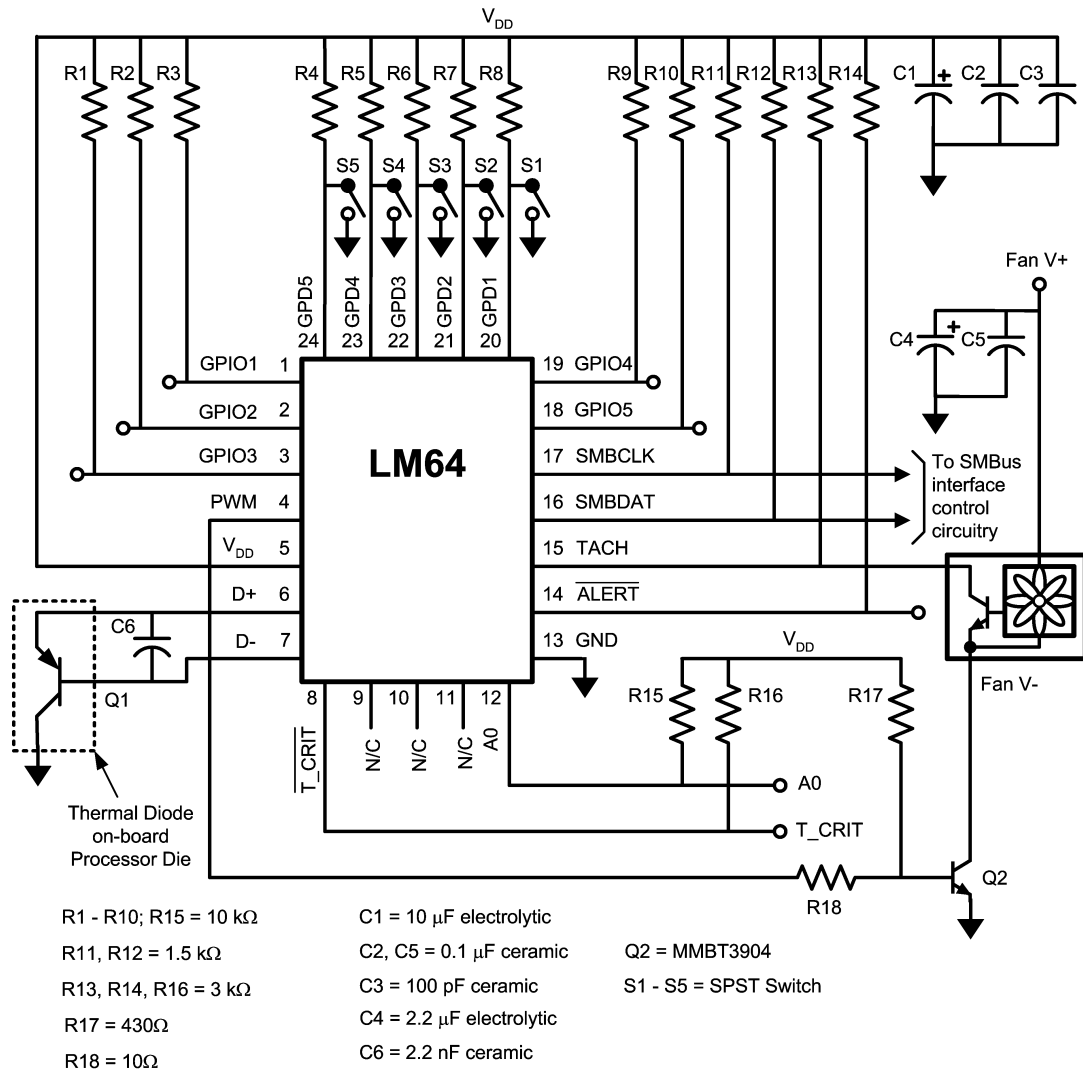 VDD
R1 R2 R3 R4 R5 R6 R7 R8 R9 R10 R11 R12 R13 R14 C1 + C2 C3
S5 S4 S3 S2 S1
Fan V+
GPD5 GPD4 GPD3 GPD2 GPD1
24 23 22 21 20
C4 + C5
GPIO1 1 19 GPIO4
GPIO2 2 18 GPIO5
GPIO3 3 LM64 17 SMBCLK
PWM 4 16 SMBDAT
VDD 5 15 TACH
D+ 6 14 ALERT
D- 7 13 GND
To SMBus
interface
control
circuitry
C6
Q1
8 9 10 11 12
T_CRIT N/C N/C N/C A0
VDD
R15 R16 R17
Fan V-
A0
T_CRIT
Thermal Diode
on-board
Processor Die
R18
Q2
R1 - R10; R15 = 10 kΩ
R11, R12 = 1.5 kΩ
R13, R14, R16 = 3 kΩ
R17 = 430Ω
R18 = 10Ω
C1 = 10 μF electrolytic
C2, C5 = 0.1 μF ceramic
C3 = 100 pF ceramic
C4 = 2.2 μF electrolytic
C6 = 2.2 nF ceramic
Q2 = MMBT3904
S1 - S5 = SPST Switch